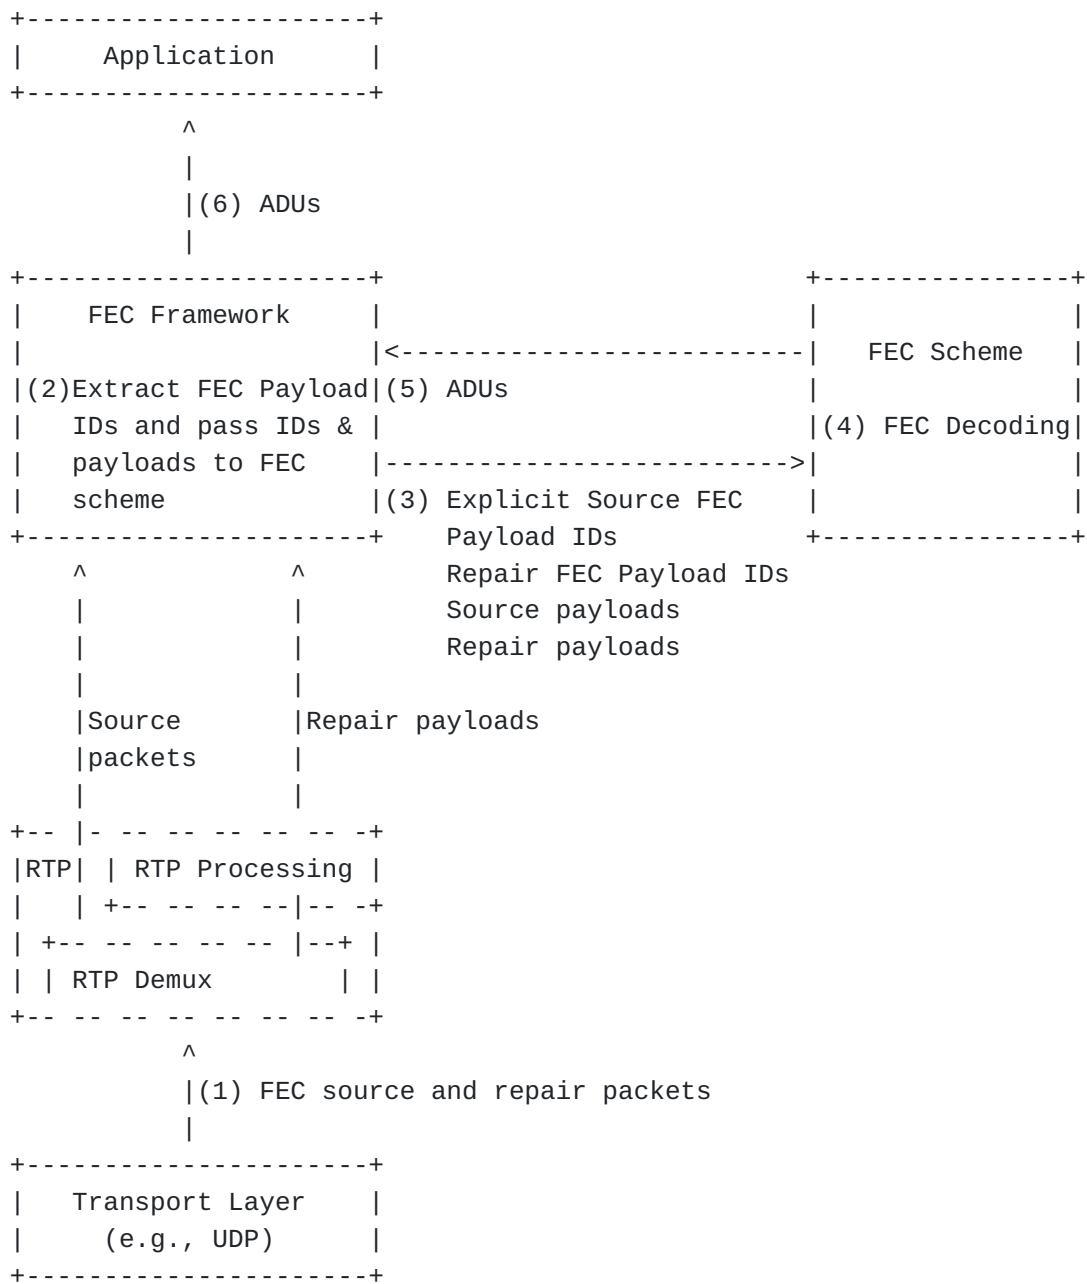 +----------------------+
|     Application      |
+----------------------+
           ^
           |
           |(6) ADUs
           |
+----------------------+                           +----------------+
|    FEC Framework     |                           |                |
|                      |<--------------------------|   FEC Scheme   |
|(2)Extract FEC Payload|(5) ADUs                   |                |
|   IDs and pass IDs & |                           |(4) FEC Decoding|
|   payloads to FEC    |-------------------------->|                |
|   scheme             |(3) Explicit Source FEC    |                |
+----------------------+    Payload IDs            +----------------+
    ^             ^         Repair FEC Payload IDs
    |             |         Source payloads
    |             |         Repair payloads
    |             |
    |Source       |Repair payloads
    |packets      |
    |             |
+-- |- -- -- -- -- -- -+
|RTP| | RTP Processing |
|   | +-- -- -- --|-- -+
| +-- -- -- -- -- |--+ |
| | RTP Demux        | |
+-- -- -- -- -- -- -- -+
           ^
           |(1) FEC source and repair packets
           |
+----------------------+
|   Transport Layer    |
|     (e.g., UDP)      |
+----------------------+